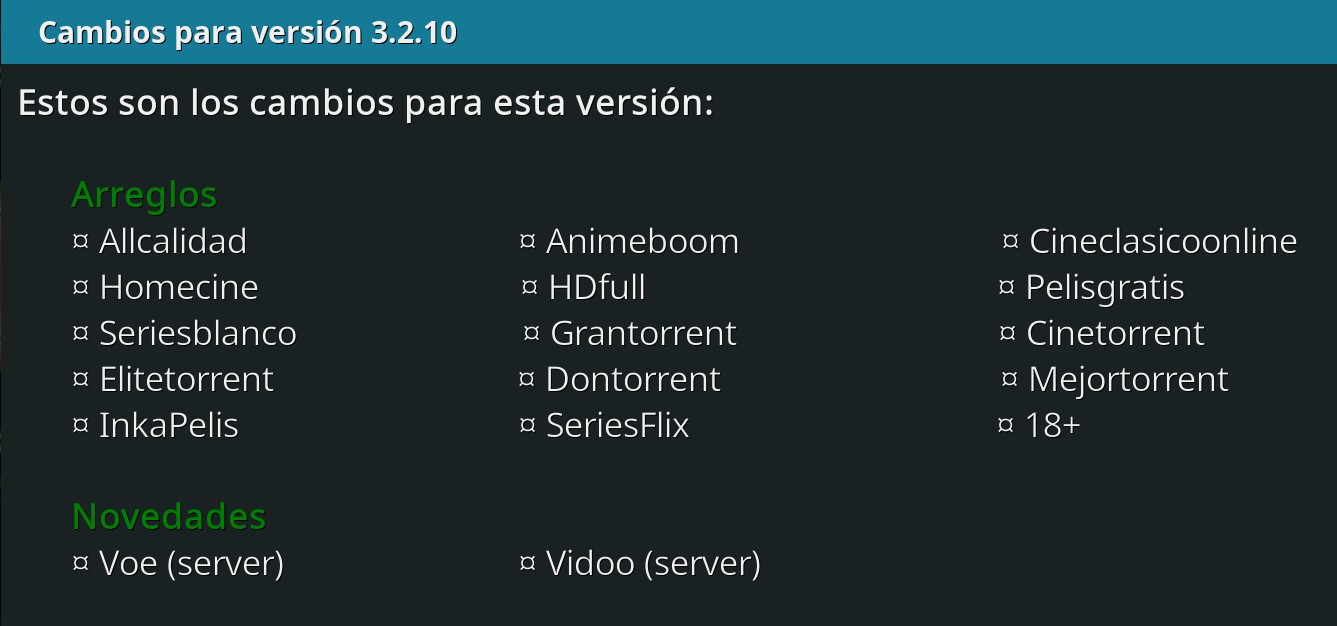 Cambios para versión 3.2.10
Estos son los cambios para esta versión:
Arreglos
¤ Allcalidad ¤ Animeboom ¤ Cineclasicoonline
¤ Homecine ¤ HDfull ¤ Pelisgratis
¤ Seriesblanco ¤ Grantorrent ¤ Cinetorrent
¤ Elitetorrent ¤ Dontorrent ¤ Mejortorrent
¤ InkaPelis ¤ SeriesFlix ¤ 18+
Novedades
¤ Voe (server) ¤ Vidoo (server)